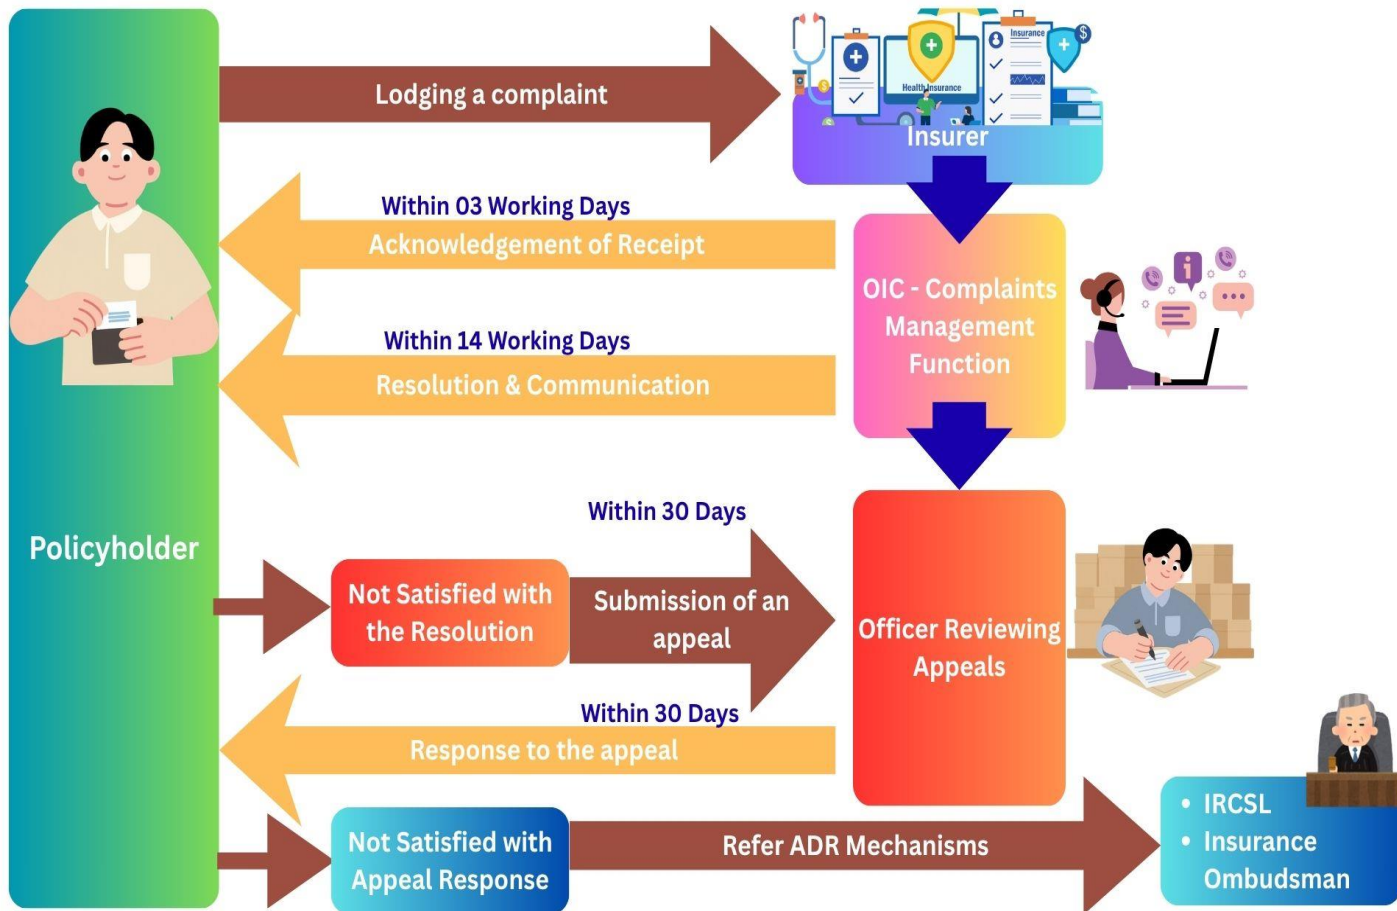 Lodging a complaint
Insurance
$
Health Insurance
Insurer
Within 03 Working Days
Acknowledgement of Receipt
OIC - Complaints
Management
Function
i
Within 14 Working Days
Resolution & Communication
Policyholder
Within 30 Days
Not Satisfied with
the Resolution
Submission of an
appeal
Officer Reviewing
Appeals
Within 30 Days
Response to the appeal
Not Satisfied with
Appeal Response
Refer ADR Mechanisms
• IRCSL
• Insurance
Ombudsman